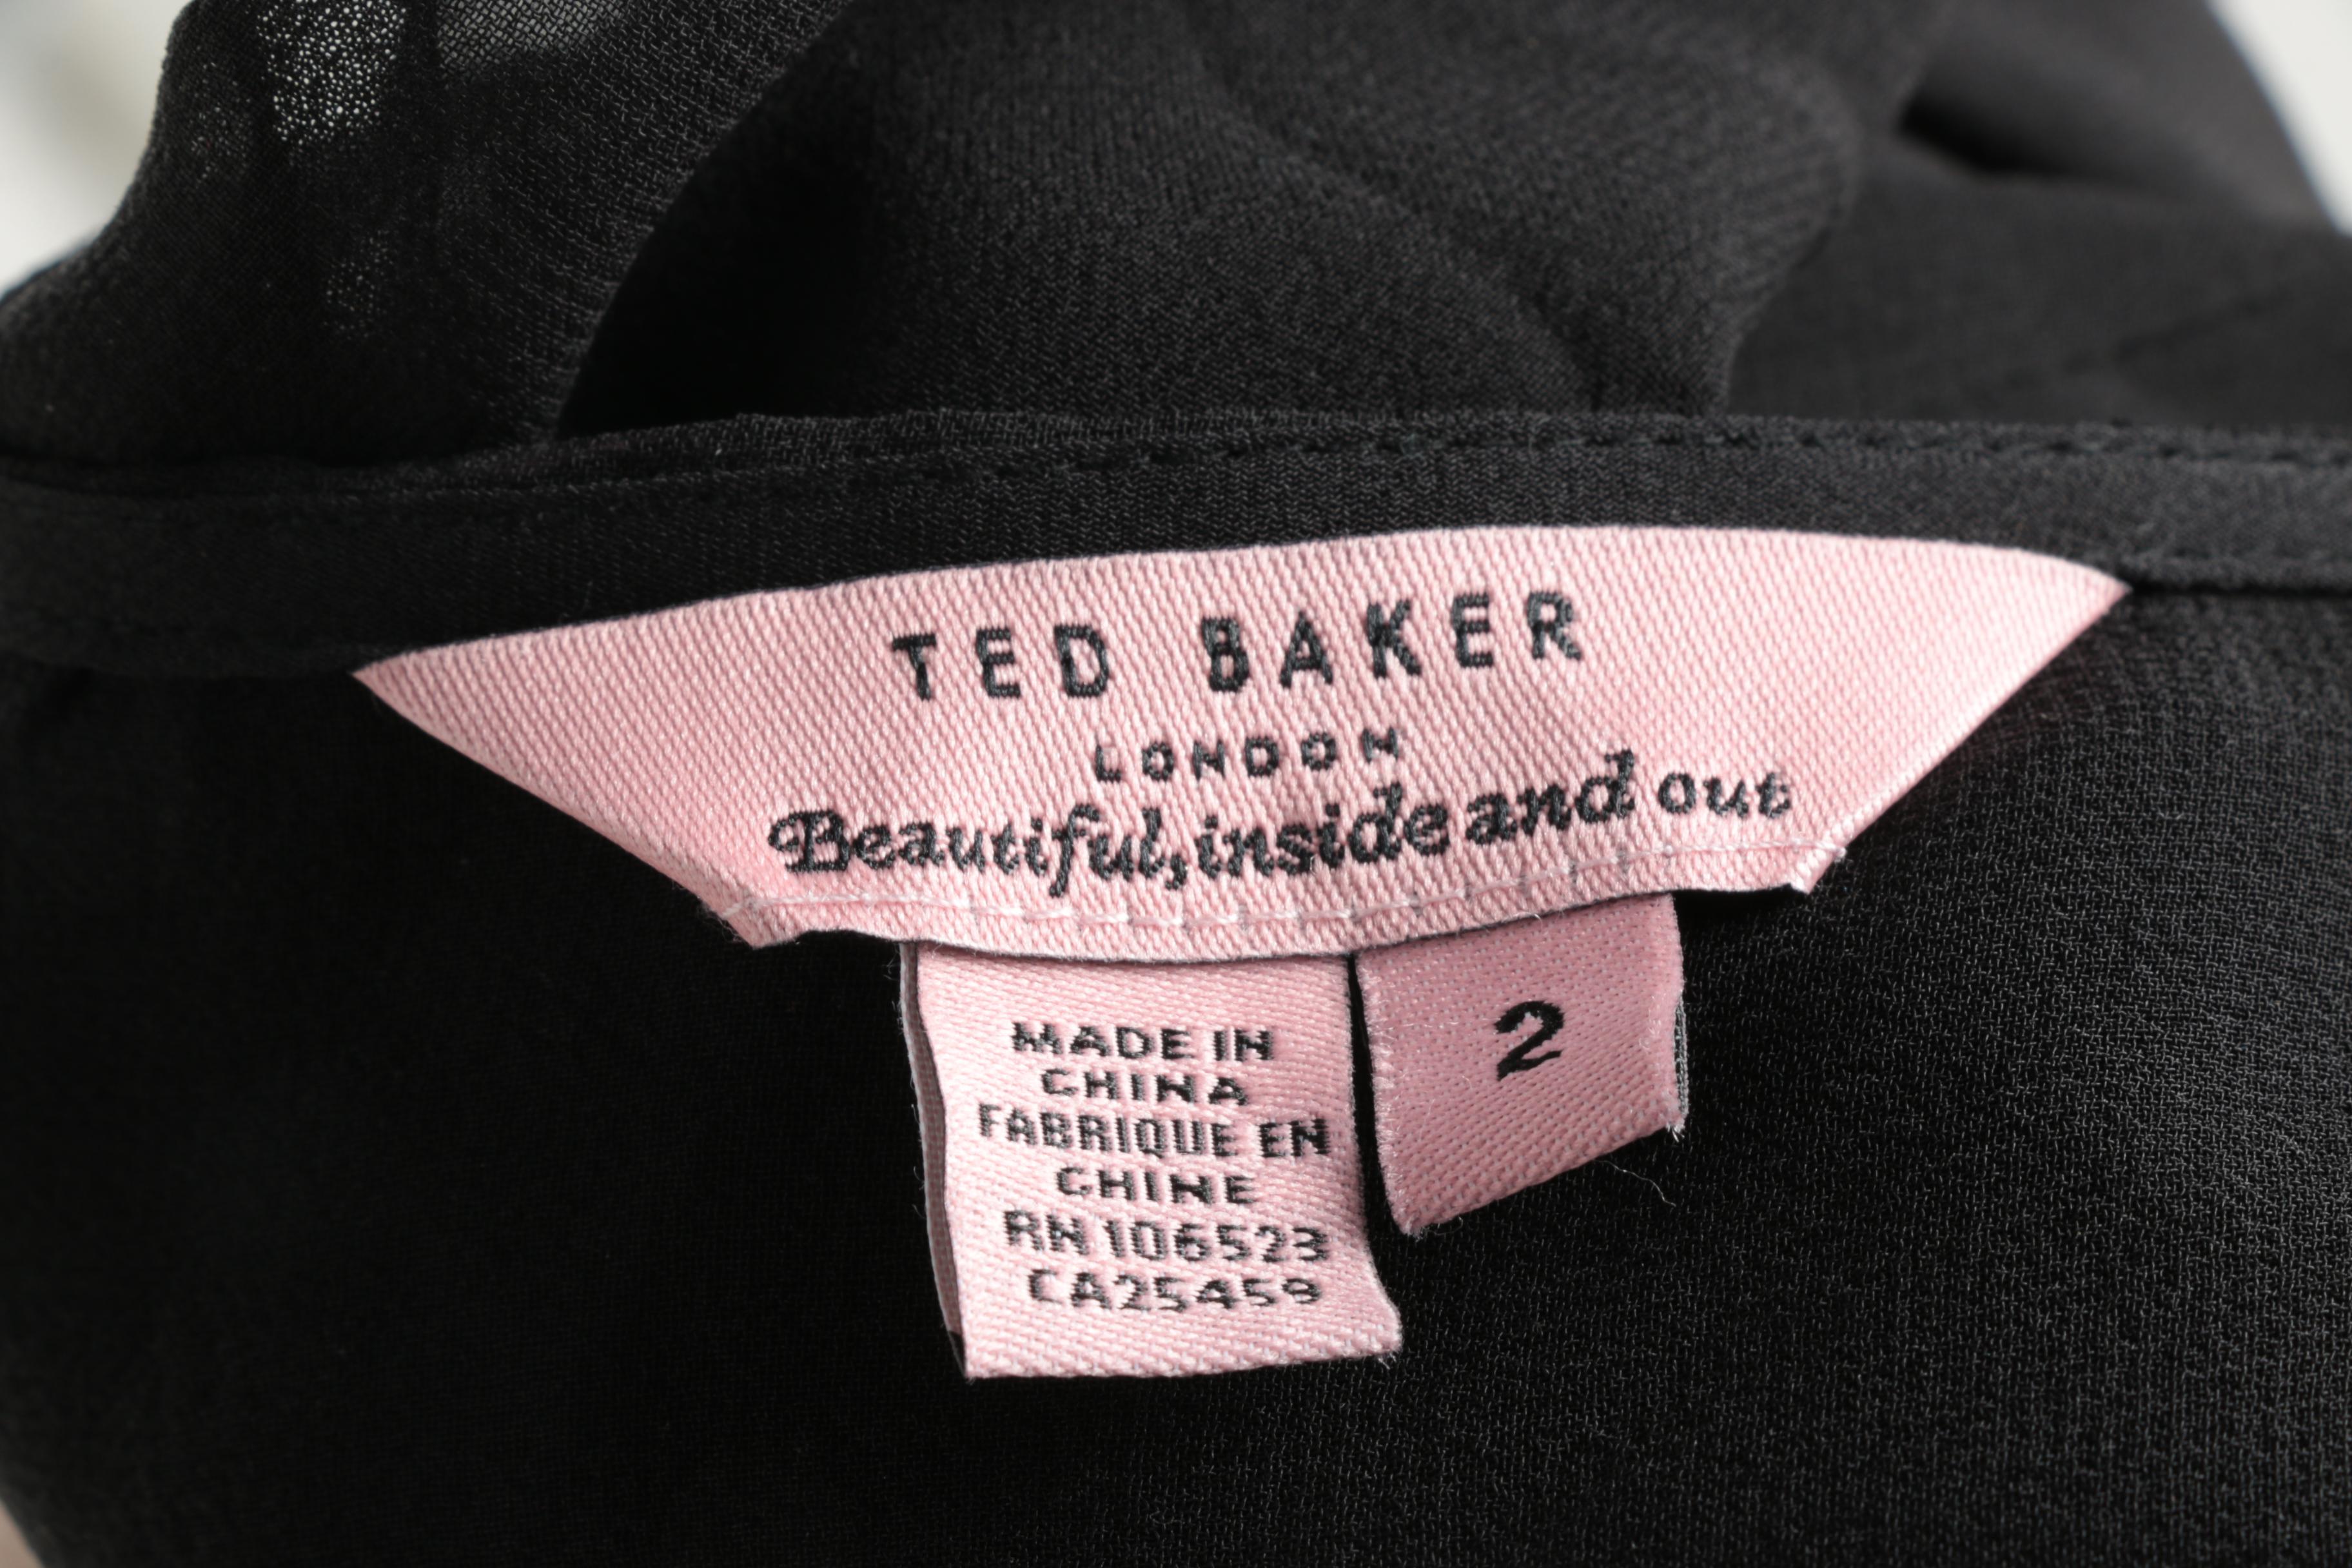 TED BAKER
LONDON
Beautiful, inside and out
MADE IN
CHINA
FABRIQUE EN
CHINE
RN 106523
CA25459
2